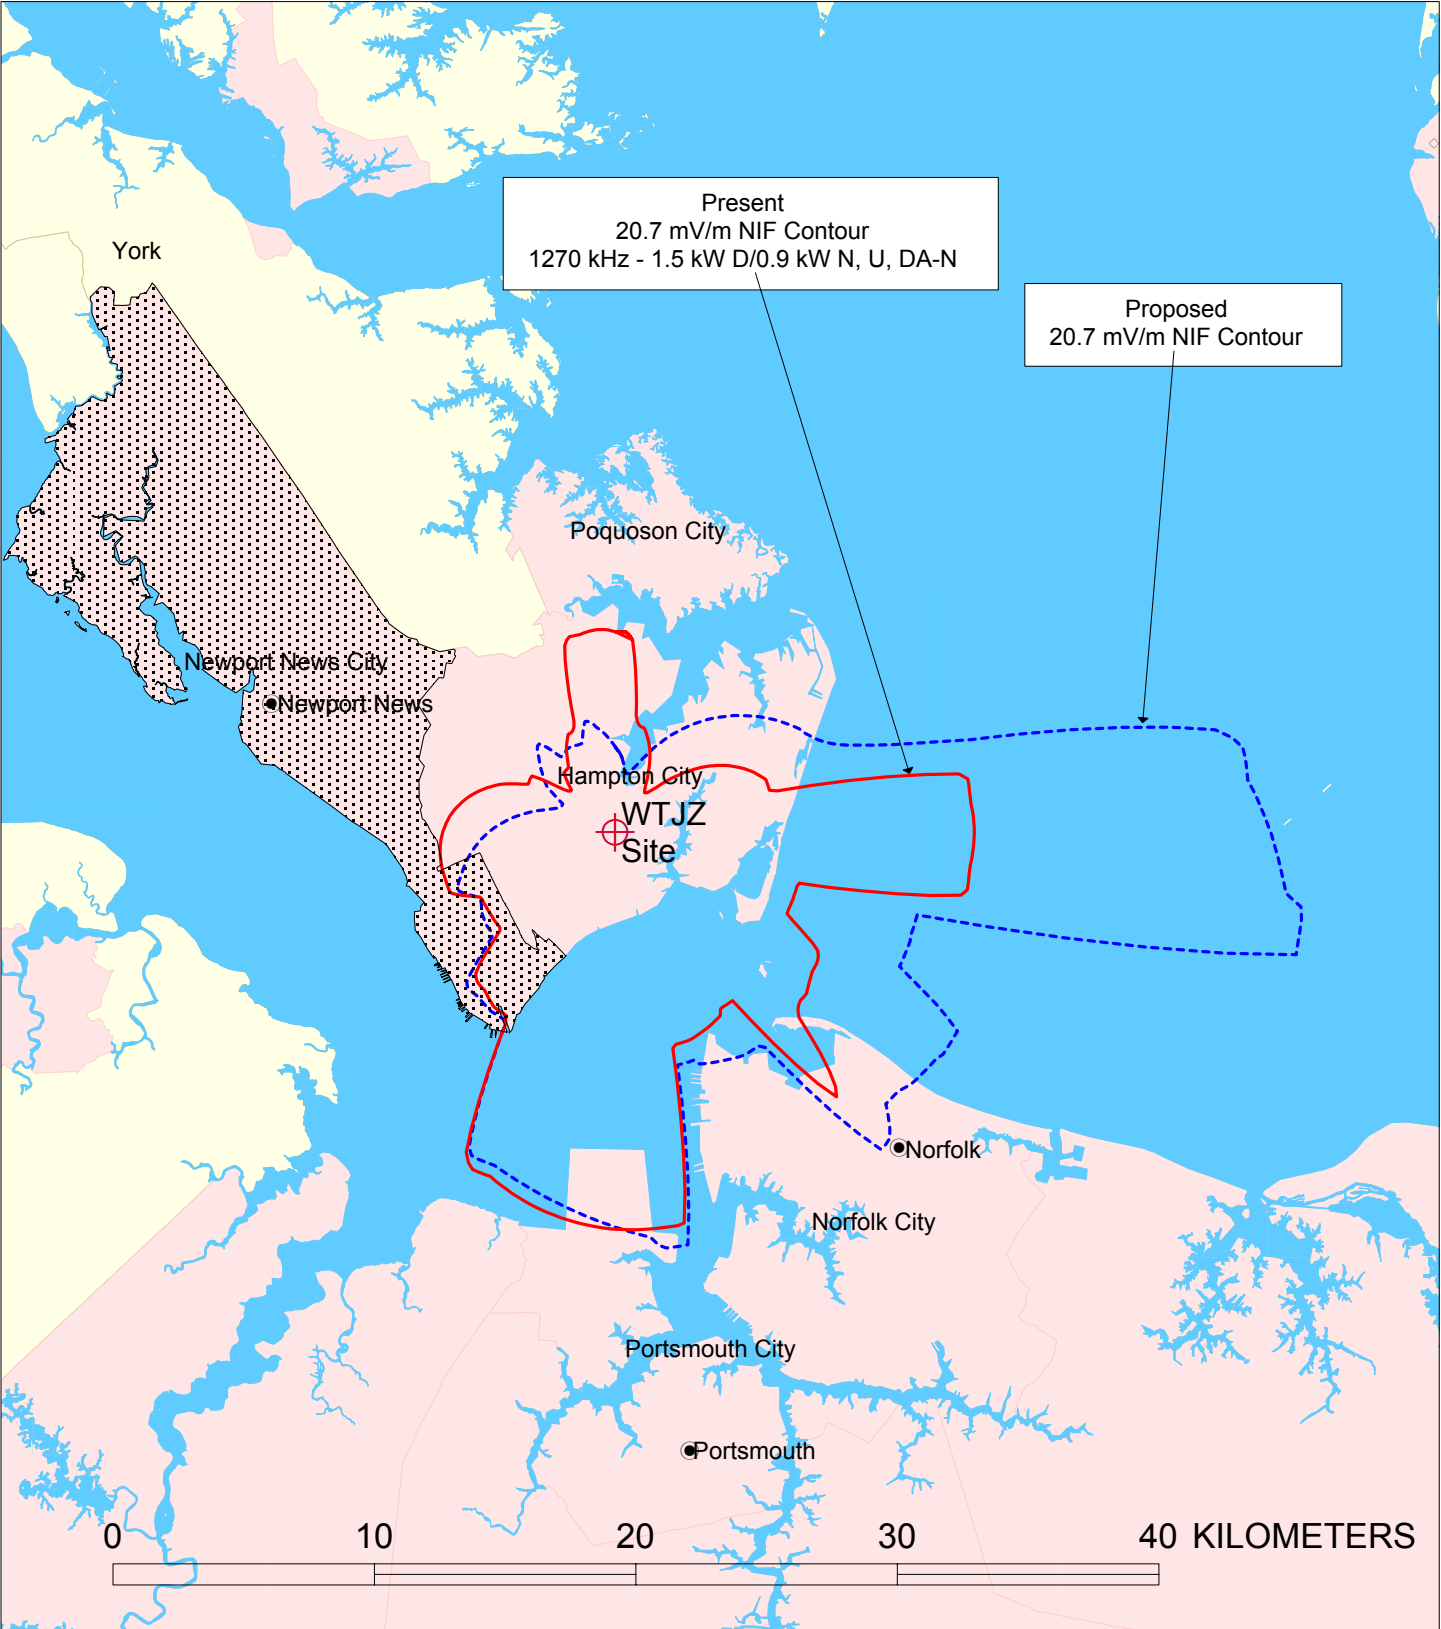 Present
20.7 mV/m NIF Contour
1270 kHz - 1.5 kW D/0.9 kW N, U, DA-N
York
Proposed
20.7 mV/m NIF Contour
Poquoson City
Newport News City
Newport News
Hampton City
WTJZ
Site
Norfolk
Norfolk City
Portsmouth City
Portsmouth
0 10 20 30 40 KILOMETERS